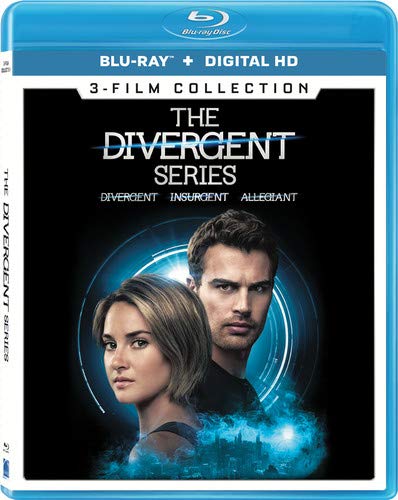 Blu-ray Disc
BLU-RAY™ + DIGITAL HD
3-FILM COLLECTION
THE
DIVERGENT
SERIES
DIVERGENT INSURGENT ALLEGIANT
THE DIVERGENT SERIES